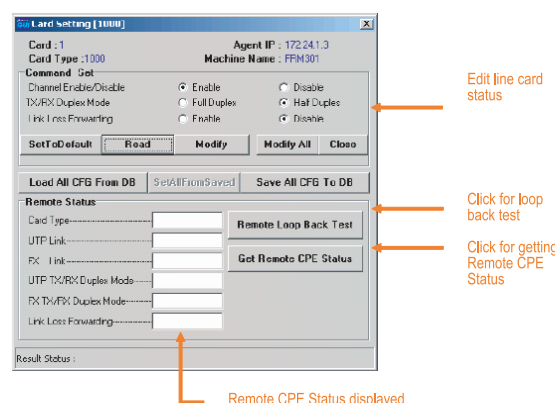 Card Setting [1000]
Card : 1
Agent IP : 172.24.1.3
Card Type :1000
Machine Name : FRM301
Command Set
Channel Enable/Disable
Enable
Disable
TX/RX Duplex Mode
Full Duplex
Half Duplex
Link Loss Forwarding
Enable
Disable
SetToDefault
Read
Modify
Modify All
Close
Load All CFG From DB
SetAllFromSaved
Save All CFG To DB
Remote Status
Card Type
UTP Link
FX Link
UTP TX/RX Duplex Mode
FX TX/RX Duplex Mode
Link Loss Forwarding
Remote Loop Back Test
Get Remote CPE Status
Result Status :
Edit line card
status
Click for loop
back test
Click for getting
Remote CPE
Status
Remote CPE Status displayed